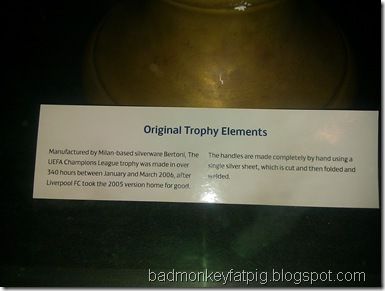 Original Trophy Elements
Manufactured by Milan-based silverware Bertoni, The
UEFA Champions League trophy was made in over
340 hours between January and March 2006, after
Liverpool FC took the 2005 version home for good.
The handles are made completely by hand using a
single silver sheet, which is cut and then folded and
welded.
badmonkeyfatpig.blogspot.com